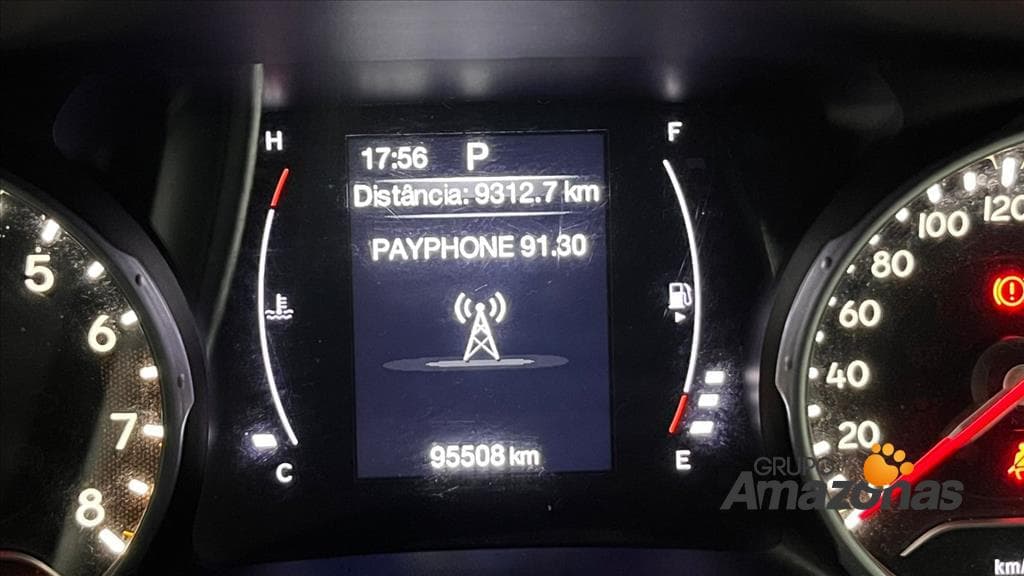 H
F
17:56 P
Distância: 9312.7 km
PAYPHONE 91.30
95508 km
C
E
5
6
7
8
120
100
80
60
40
20
km/
GRUPO
Amazonas